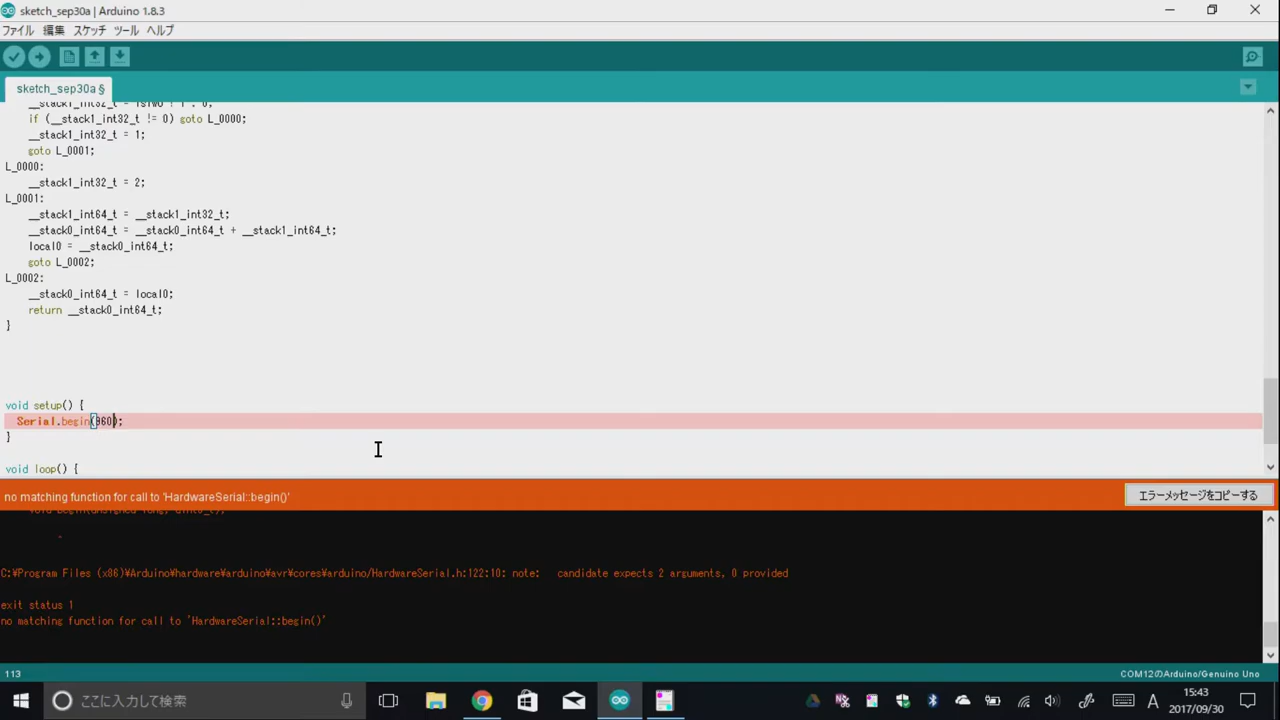 sketch_sep30a | Arduino 1.8.3
ファイル 編集 スケッチ ツール ヘルプ
sketch_sep30a §
if (__stack1_int32_t != 0) goto L_0000;
__stack1_int32_t = 1;
goto L_0001;
L_0000:
__stack1_int32_t = 2;
L_0001:
__stack1_int64_t = __stack1_int32_t;
__stack0_int64_t = __stack0_int64_t + __stack1_int64_t;
local0 = __stack0_int64_t;
goto L_0002;
L_0002:
__stack0_int64_t = local0;
return __stack0_int64_t;
}
void setup() {
Serial.begin(960);
}
void loop() {
no matching function for call to 'HardwareSerial::begin()'
エラーメッセージをコピーする
void begin(unsigned long, uint8_t);
^
C:¥Program Files (x86)¥Arduino¥hardware¥arduino¥avr¥cores¥arduino/HardwareSerial.h:122:10: note: candidate expects 2 arguments, 0 provided
exit status 1
no matching function for call to 'HardwareSerial::begin()'
113
COM12のArduino/Genuino Uno
ここに入力して検索
A
15:43
2017/09/30